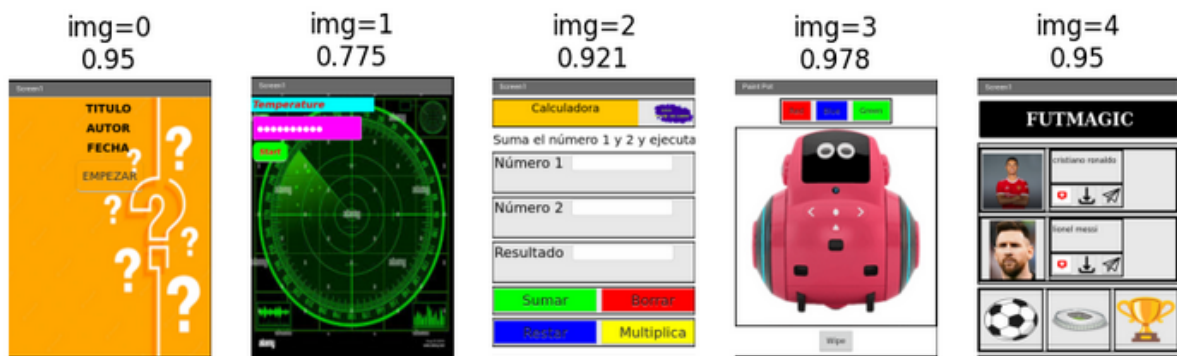 img=0
0.95
Screen1
TITULO
AUTOR
FECHA
EMPEZAR
img=1
0.775
Screen1
Temperature
Start
alamy
img=2
0.921
Screen1
Calculadora
Suma el número 1 y 2 y ejecuta
Número 1
Número 2
Resultado
Sumar Borrar
Restar Multiplica
img=3
0.978
Paint Pot
Red Blue Green
Wipe
img=4
0.95
Screen1
FUTMAGIC
cristiano ronaldo
lionel messi